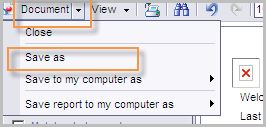 Document View
Close
Save as
Save to my computer as
Save report to my computer as
Welc
Last